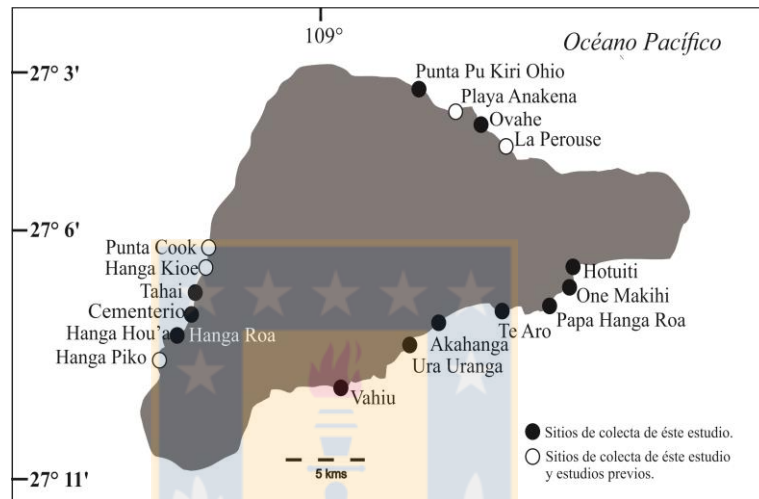 109°
Océano Pacífico
27° 3'
Punta Pu Kiri Ohio
Playa Anakena
Ovahe
La Perouse
27° 6'
Punta Cook
Hanga Kioe
Tahai
Cementerio
Hanga Hou'a
Hanga Roa
Hanga Piko
Hotuiti
One Makihi
Papa Hanga Roa
Te Aro
Akahanga
Ura Uranga
Vahiu
Sitios de colecta de éste estudio.
Sitios de colecta de éste estudio
y estudios previos.
5 kms
27° 11'